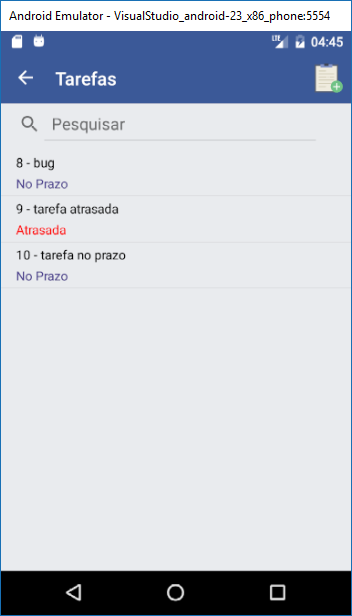 Android Emulator - VisualStudio_android-23_x86_phone:5554
LTE 04:45
Tarefas
Pesquisar
8 - bug
No Prazo
9 - tarefa atrasada
Atrasada
10 - tarefa no prazo
No Prazo